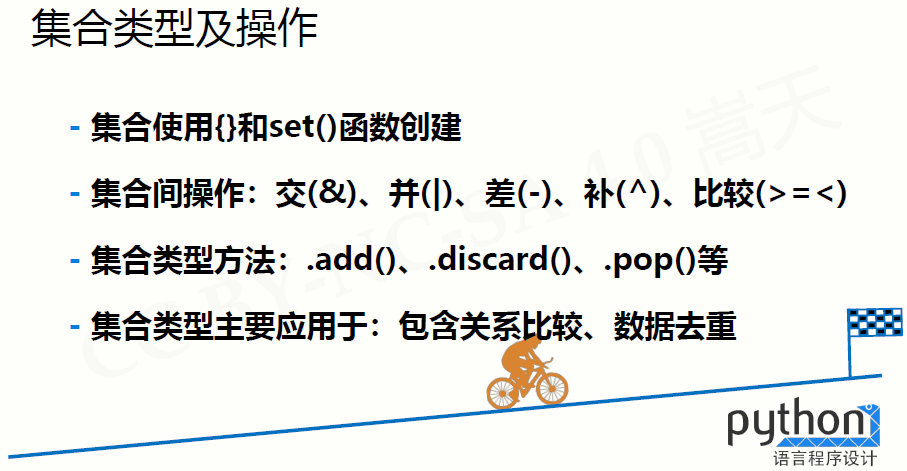 集合类型及操作
- 集合使用{}和set()函数创建
- 集合间操作：交(&)、并(|)、差(-)、补(^)、比较(>=<)
- 集合类型方法：.add()、.discard()、.pop()等
- 集合类型主要应用于：包含关系比较、数据去重
CC BY-NC-SA 4.0 嵩天
python
语言程序设计